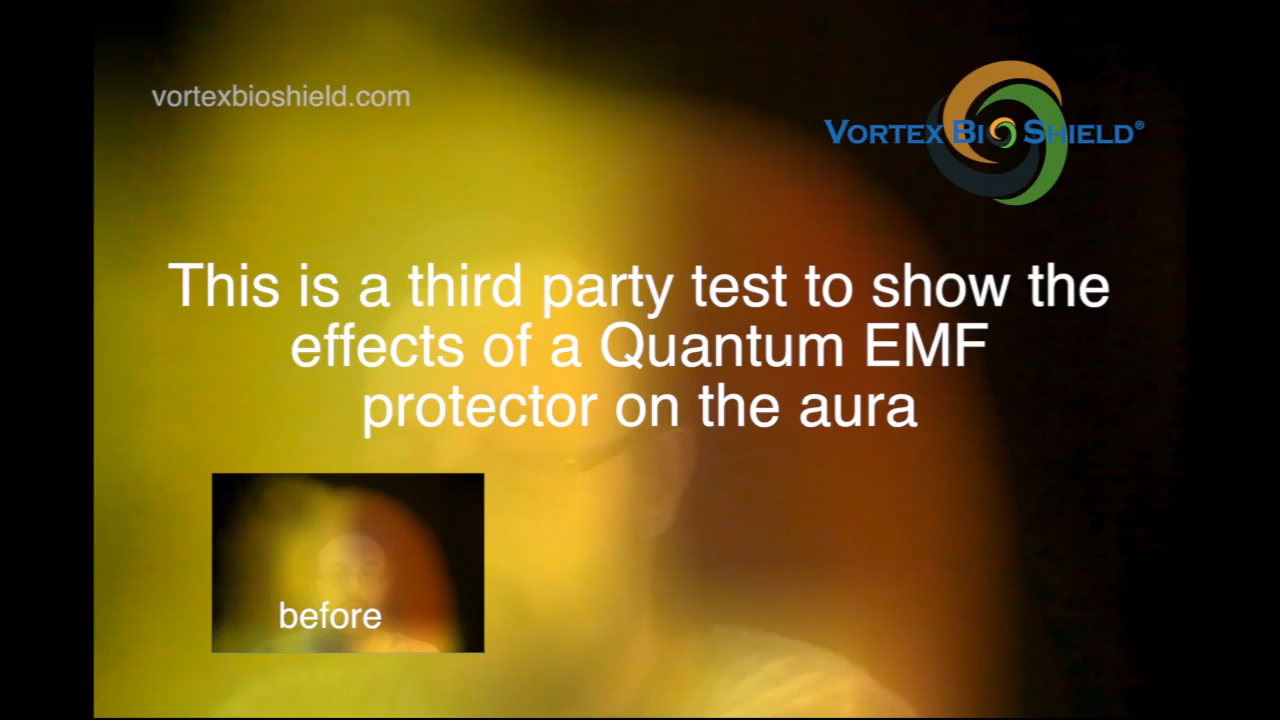 vortexbioshield.com
VORTEX BIO SHIELD®
This is a third party test to show the
effects of a Quantum EMF
protector on the aura
before